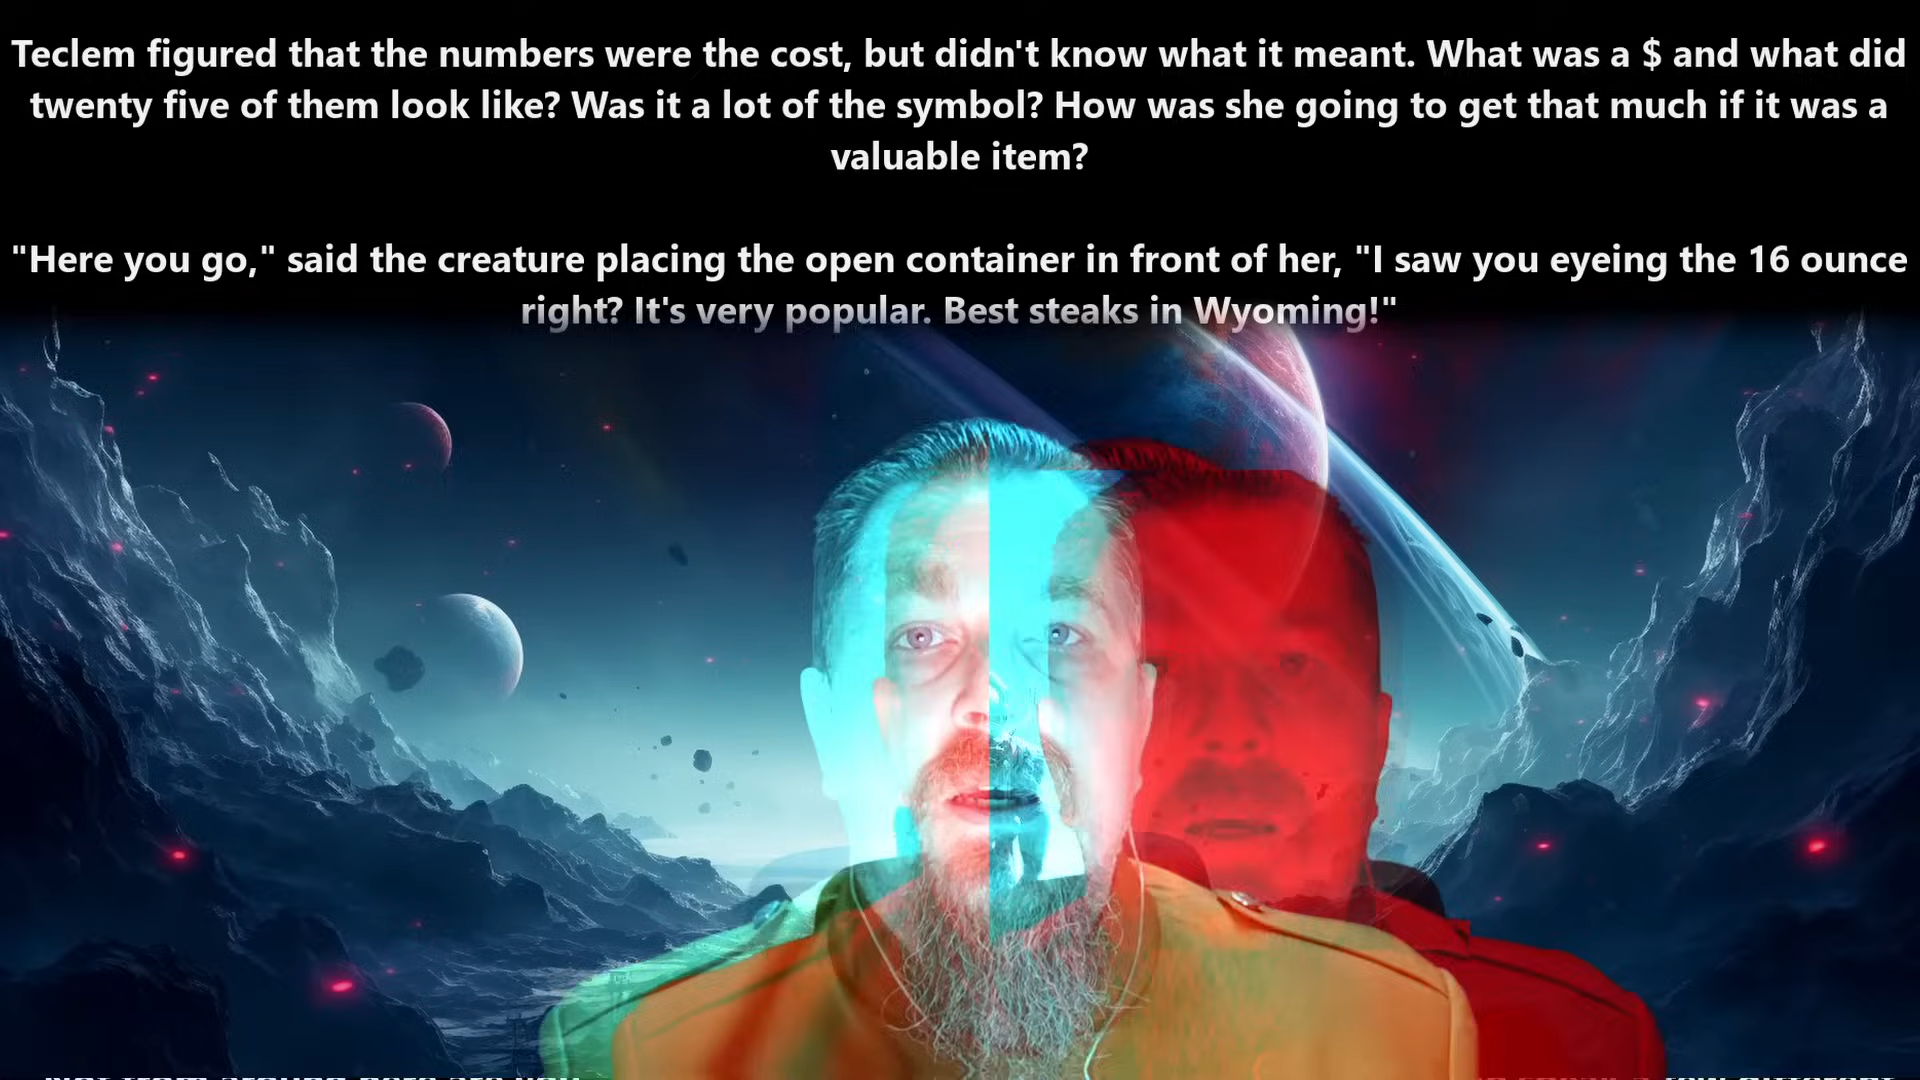 Teclem figured that the numbers were the cost, but didn't know what it meant. What was a $ and what did
twenty five of them look like? Was it a lot of the symbol? How was she going to get that much if it was a
valuable item?
"Here you go," said the creature placing the open container in front of her, "I saw you eyeing the 16 ounce
right? It's very popular. Best steaks in Wyoming!"